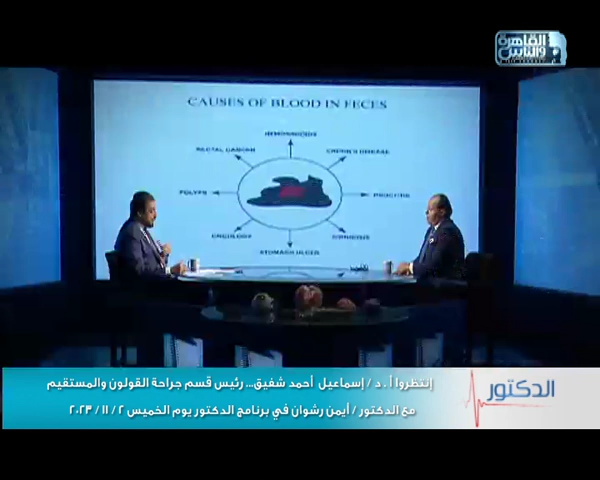 القاهرة
والناس
CAUSES OF BLOOD IN FECES
HEMORRHOIDS
RECTAL CANCER
CROHN'S DISEASE
POLYPS
PROCTITIS
ONCOLOGY
CIRRHOSIS
STOMACH ULCER
إنتظروا أ . د / إسماعيل أحمد شفيق... رئيس قسم جراحة القولون والمستقيم
مع الدكتور / أيمن رشوان في برنامج الدكتور يوم الخميس ٢ / ١١ / ٢٠٢٣
الدكتور